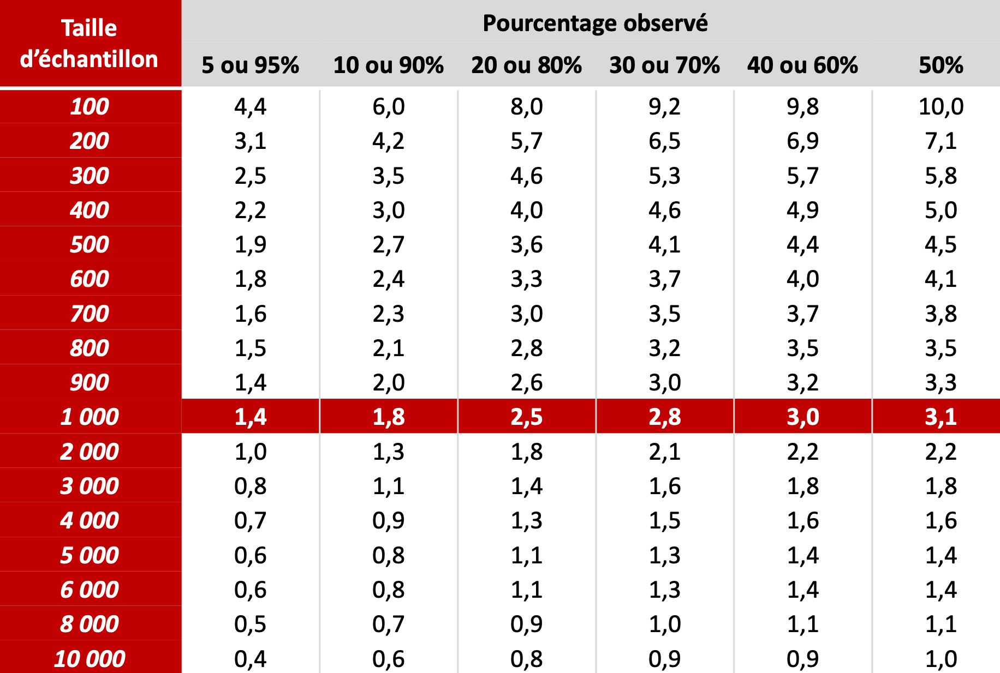 Taille d’échantillon Pourcentage observé
5 ou 95% 10 ou 90% 20 ou 80% 30 ou 70% 40 ou 60% 50%
100 4,4 6,0 8,0 9,2 9,8 10,0
200 3,1 4,2 5,7 6,5 6,9 7,1
300 2,5 3,5 4,6 5,3 5,7 5,8
400 2,2 3,0 4,0 4,6 4,9 5,0
500 1,9 2,7 3,6 4,1 4,4 4,5
600 1,8 2,4 3,3 3,7 4,0 4,1
700 1,6 2,3 3,0 3,5 3,7 3,8
800 1,5 2,1 2,8 3,2 3,5 3,5
900 1,4 2,0 2,6 3,0 3,2 3,3
1 000 1,4 1,8 2,5 2,8 3,0 3,1
2 000 1,0 1,3 1,8 2,1 2,2 2,2
3 000 0,8 1,1 1,4 1,6 1,8 1,8
4 000 0,7 0,9 1,3 1,5 1,6 1,6
5 000 0,6 0,8 1,1 1,3 1,4 1,4
6 000 0,6 0,8 1,1 1,3 1,4 1,4
8 000 0,5 0,7 0,9 1,0 1,1 1,1
10 000 0,4 0,6 0,8 0,9 0,9 1,0